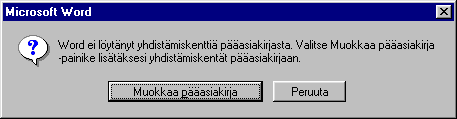 Microsoft Word
Word ei löytänyt yhdistämiskenttiä pääasiakirjasta. Valitse Muokkaa pääasiakirja
-painike lisätäksesi yhdistämiskentät pääasiakirjaan.
Muokkaa pääasiakirja
Peruuta